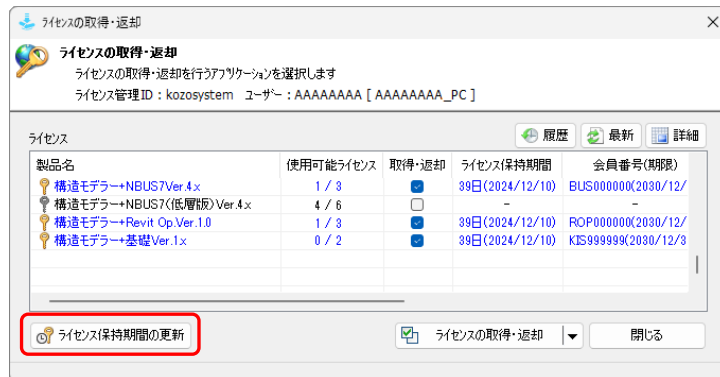 ライセンスの取得・返却
ライセンスの取得・返却
ライセンスの取得・返却を行うアプリケーションを選択します
ライセンス管理ID：kozosystem ユーザー：AAAAAAAA [ AAAAAAAA_PC ]
ライセンス 履歴 最新 詳細
製品名 使用可能ライセンス 取得・返却 ライセンス保持期間 会員番号(期限)
構造モデラー+NBUS7Ver.4.x 1 / 3 39日(2024/12/10) BUS000000(2030/12/
構造モデラー+NBUS7(低層版)Ver.4.x 4 / 6 - -
構造モデラー+Revit Op.Ver.1.0 1 / 3 39日(2024/12/10) ROP000000(2030/12/
構造モデラー+基礎Ver.1.x 0 / 2 39日(2024/12/10) KIS999999(2030/12/3
ライセンス保持期間の更新 ライセンスの取得・返却 閉じる